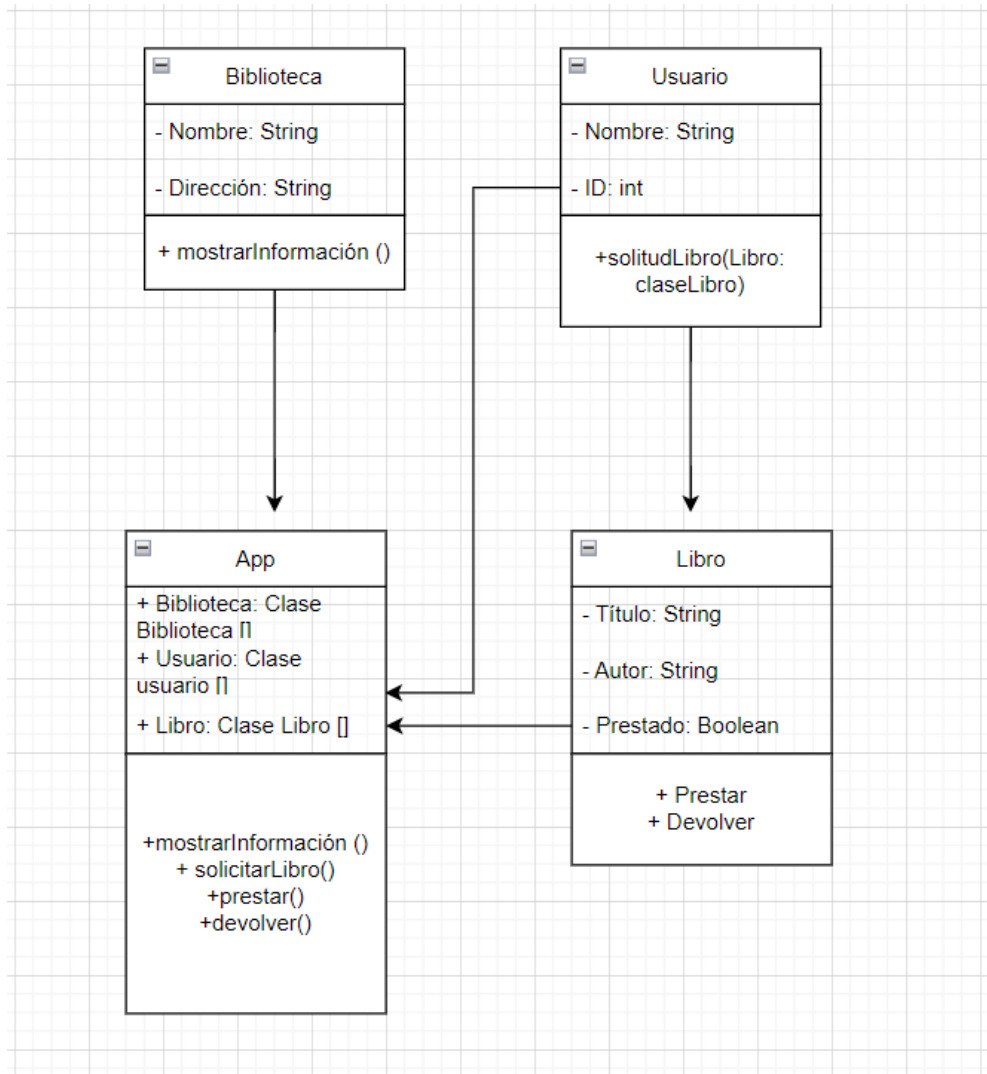 Biblioteca
- Nombre: String
- Dirección: String
+ mostrarInformación ()
Usuario
- Nombre: String
- ID: int
+solitudLibro(Libro:
claseLibro)
App
+ Biblioteca: Clase
Biblioteca []
+ Usuario: Clase
usuario []
+ Libro: Clase Libro []
+mostrarInformación ()
+ solicitarLibro()
+prestar()
+devolver()
Libro
- Título: String
- Autor: String
- Prestado: Boolean
+ Prestar
+ Devolver